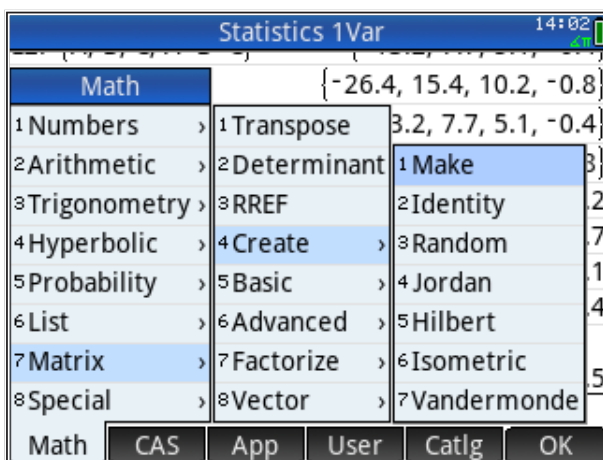 Statistics 1Var
14:02
Math
{-26.4, 15.4, 10.2, -0.8}
1 Numbers ›
1 Transpose
3.2, 7.7, 5.1, -0.4}
2 Arithmetic ›
2 Determinant
1 Make
3 Trigonometry ›
3 RREF
2 Identity
4 Hyperbolic ›
4 Create ›
3 Random
5 Probability ›
5 Basic ›
4 Jordan
6 List ›
6 Advanced ›
5 Hilbert
7 Matrix ›
7 Factorize ›
6 Isometric
8 Special ›
8 Vector ›
7 Vandermonde
Math
CAS
App
User
Catlg
OK